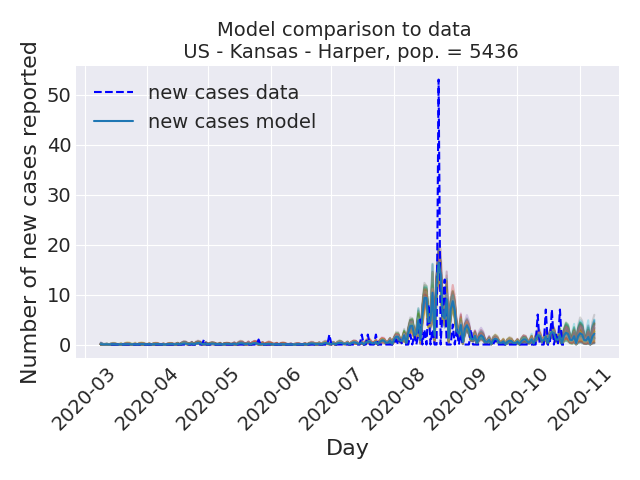 Model comparison to data
US - Kansas - Harper, pop. = 5436
Number of new cases reported
50
40
30
20
10
0
new cases data
new cases model
2020-03
2020-04
2020-05
2020-06
2020-07
2020-08
2020-09
2020-10
2020-11
Day